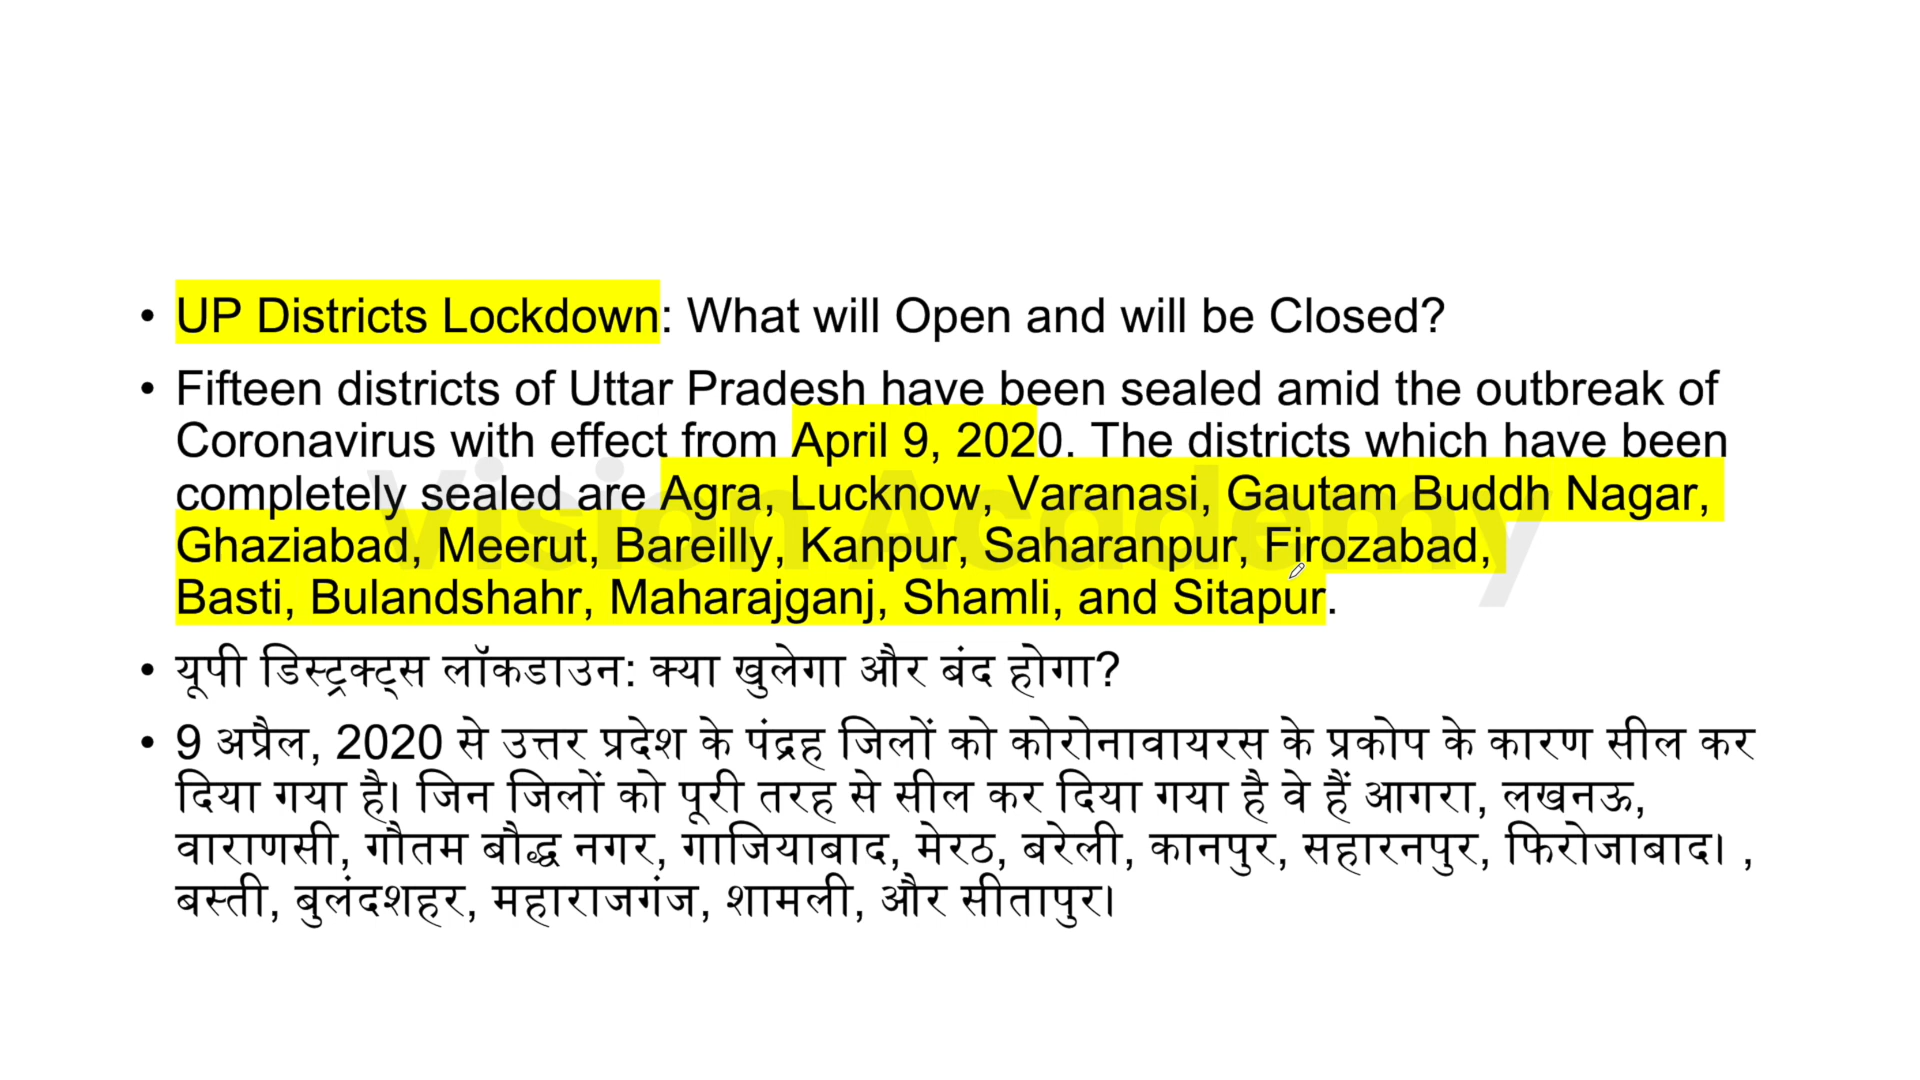 • UP Districts Lockdown: What will Open and will be Closed?
• Fifteen districts of Uttar Pradesh have been sealed amid the outbreak of
Coronavirus with effect from April 9, 2020. The districts which have been
completely sealed are Agra, Lucknow, Varanasi, Gautam Buddh Nagar,
Ghaziabad, Meerut, Bareilly, Kanpur, Saharanpur, Firozabad,
Basti, Bulandshahr, Maharajganj, Shamli, and Sitapur.
Vision Academy
• यूपी डिस्ट्रक्ट्स लॉकडाउन: क्या खुलेगा और बंद होगा?
• 9 अप्रैल, 2020 से उत्तर प्रदेश के पंद्रह जिलों को कोरोनावायरस के प्रकोप के कारण सील कर
दिया गया है। जिन जिलों को पूरी तरह से सील कर दिया गया है वे हैं आगरा, लखनऊ,
वाराणसी, गौतम बौद्ध नगर, गाजियाबाद, मेरठ, बरेली, कानपुर, सहारनपुर, फिरोजाबाद। ,
बस्ती, बुलंदशहर, महाराजगंज, शामली, और सीतापुर।